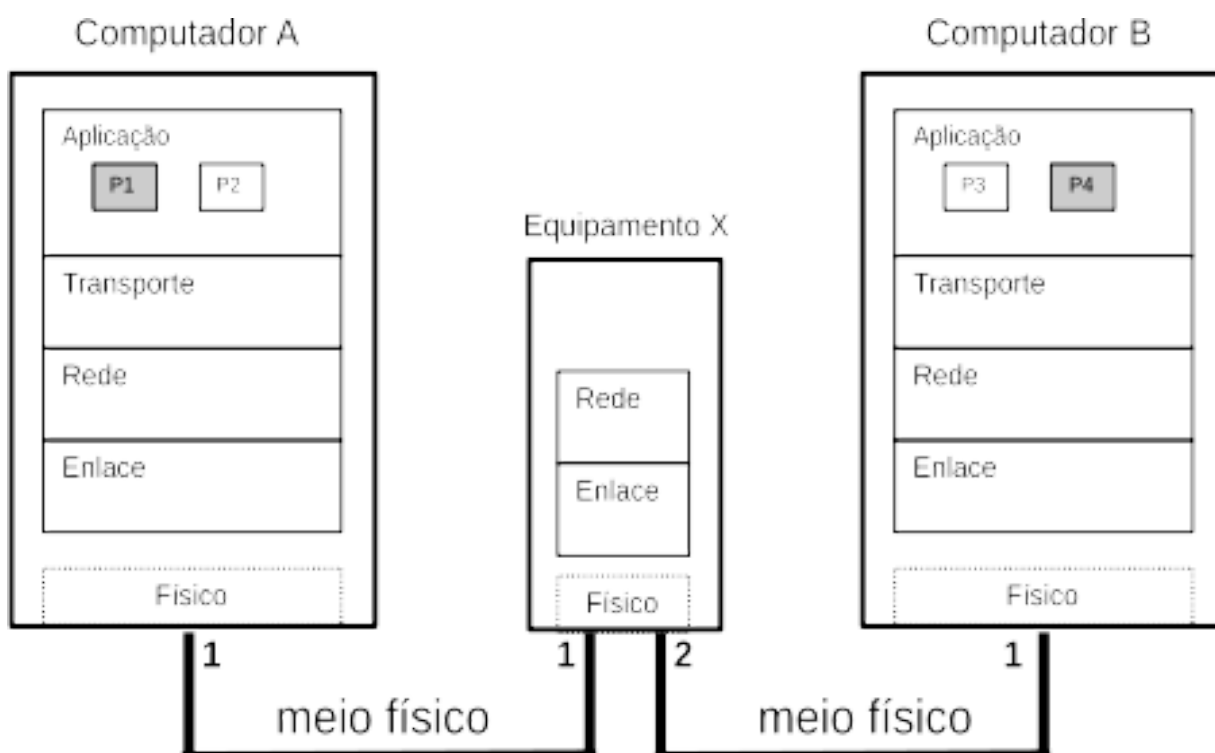 Computador A
Aplicação
P1 P2
Transporte
Rede
Enlace
Físico
1
Equipamento X
Rede
Enlace
Físico
1 2
Computador B
Aplicação
P3 P4
Transporte
Rede
Enlace
Físico
1
meio físico
meio físico